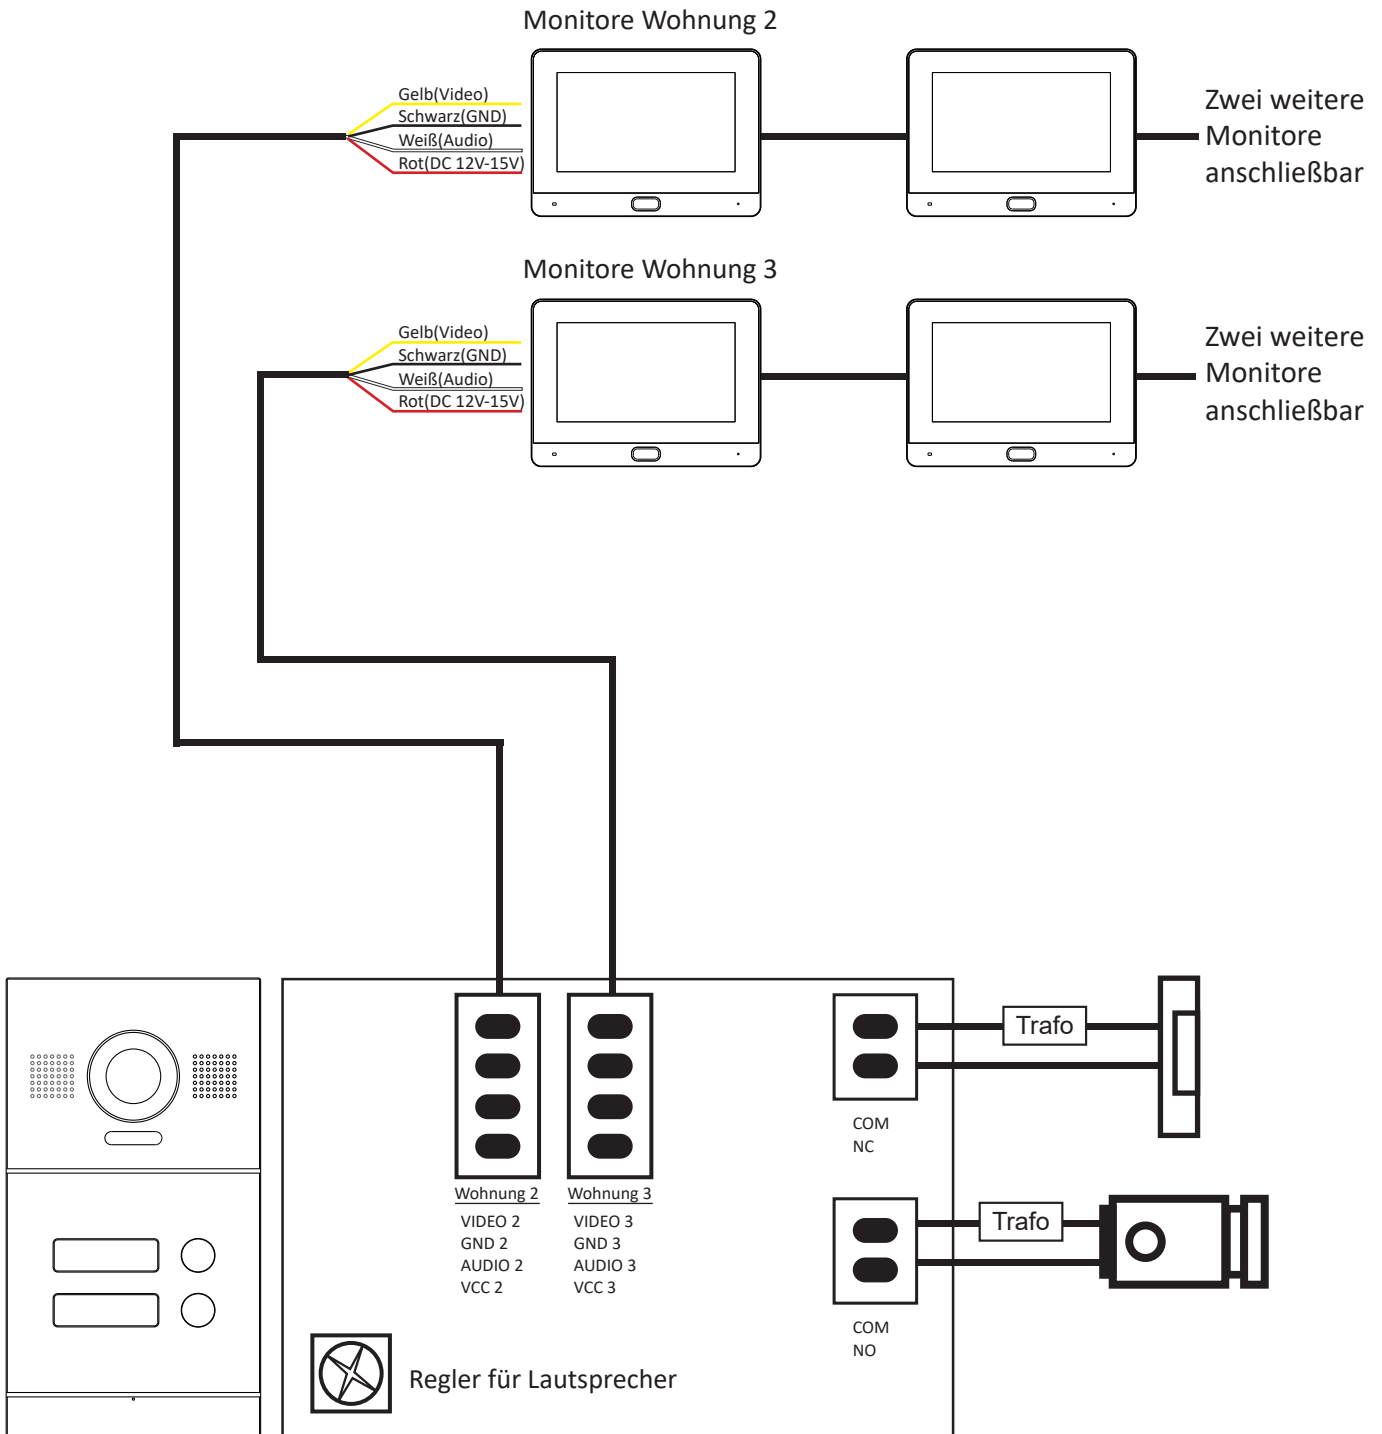 Monitore Wohnung 2
Gelb(Video)
Schwarz(GND)
Weiß(Audio)
Rot(DC 12V-15V)
Zwei weitere
Monitore
anschließbar
Monitore Wohnung 3
Gelb(Video)
Schwarz(GND)
Weiß(Audio)
Rot(DC 12V-15V)
Zwei weitere
Monitore
anschließbar
Trafo
COM
NC
Wohnung 2
VIDEO 2
GND 2
AUDIO 2
VCC 2
Wohnung 3
VIDEO 3
GND 3
AUDIO 3
VCC 3
Trafo
COM
NO
Regler für Lautsprecher